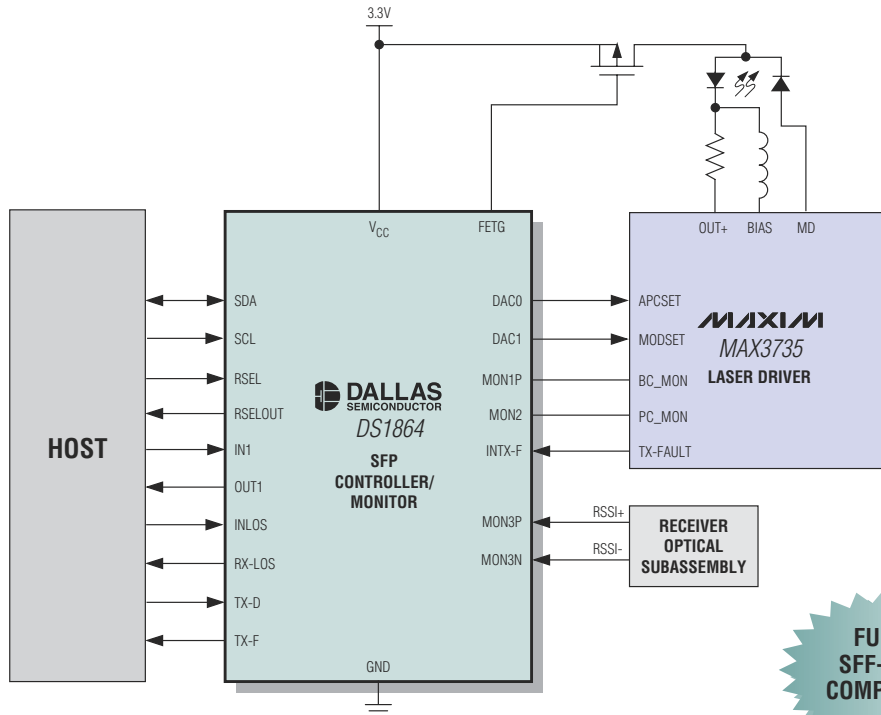 3.3V
V_CC
FETG
OUT+ BIAS MD
HOST
SDA
SCL
RSEL
RSELOUT
IN1
OUT1
INLOS
RX-LOS
TX-D
TX-F
DALLAS
SEMICONDUCTOR
DS1864
SFP
CONTROLLER/
MONITOR
GND
DAC0
DAC1
MON1P
MON2
INTX-F
MON3P
MON3N
APCSET
MODSET
BC_MON
PC_MON
TX-FAULT
MAXIM
MAX3735
LASER DRIVER
RSSI+
RSSI-
RECEIVER
OPTICAL
SUBASSEMBLY